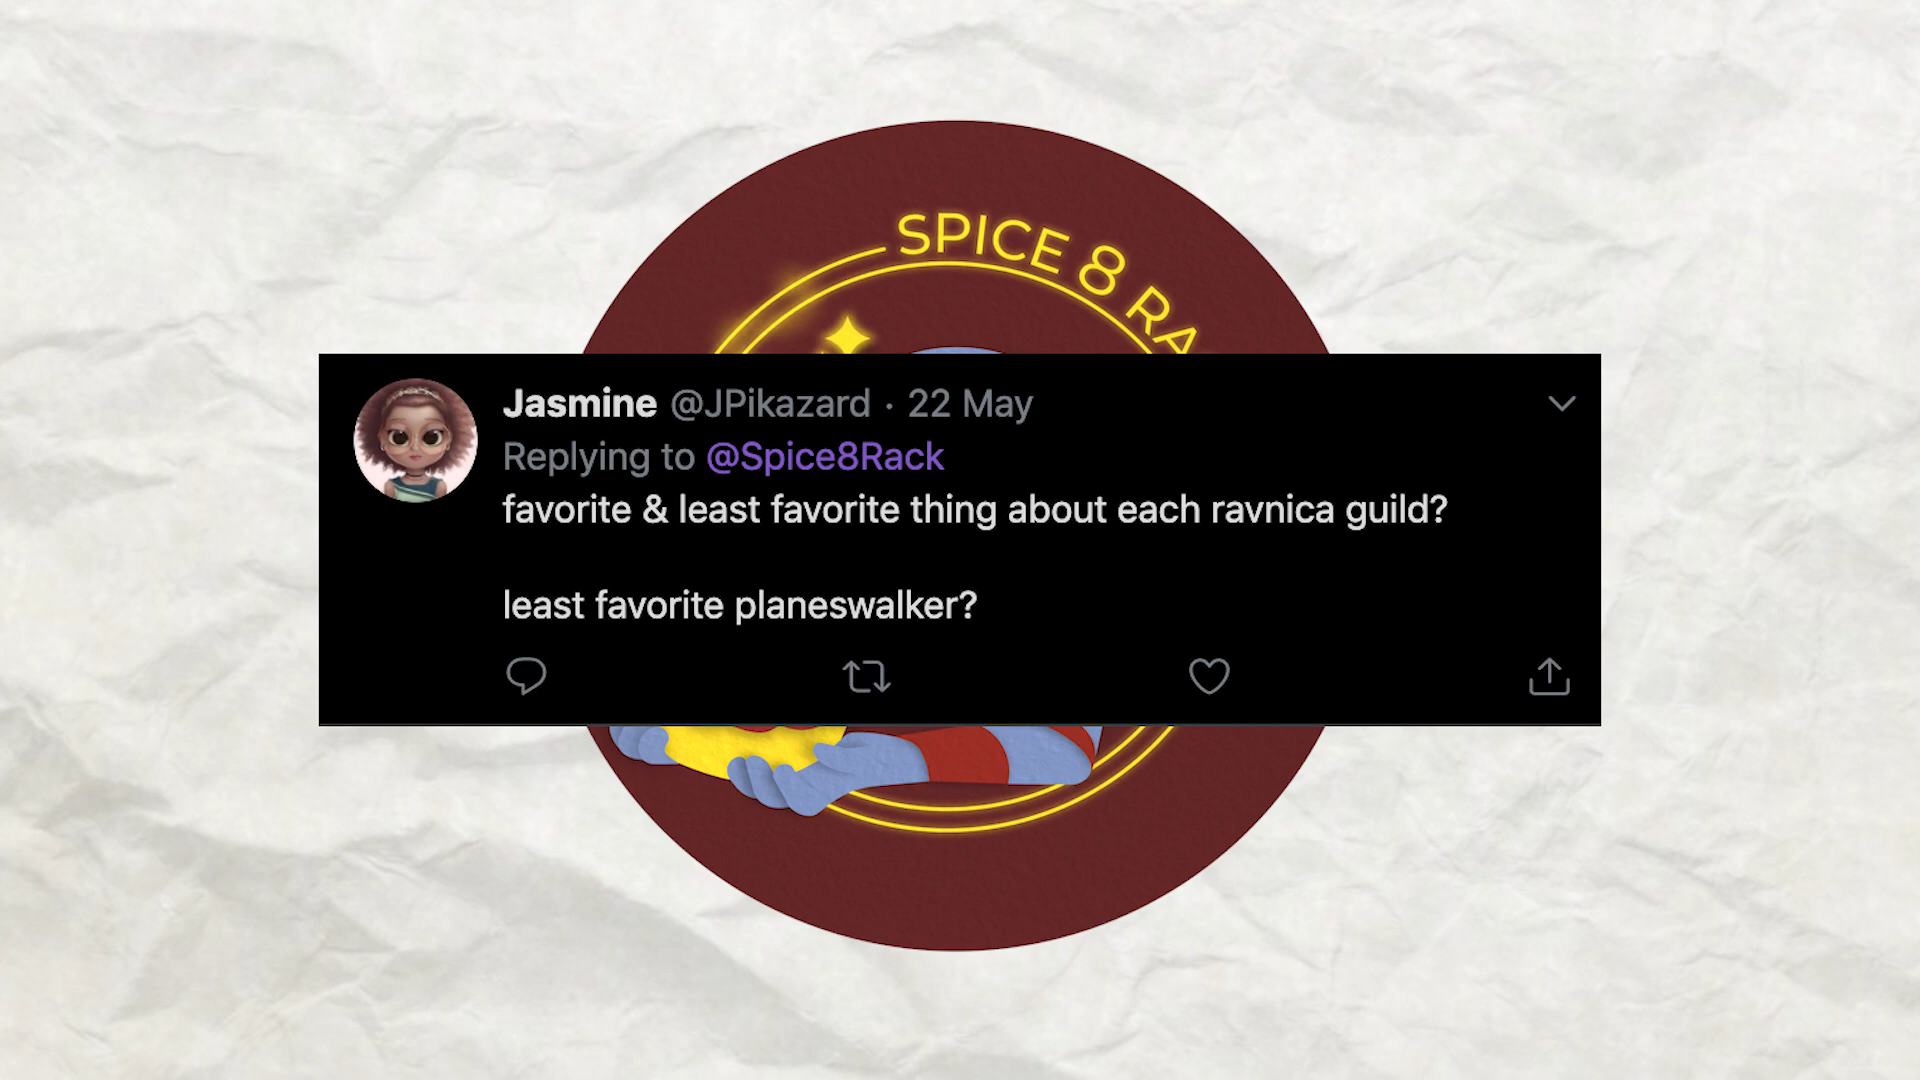 SPICE 8 RA
Jasmine @JPikazard · 22 May
Replying to @Spice8Rack
favorite & least favorite thing about each ravnica guild?
least favorite planeswalker?